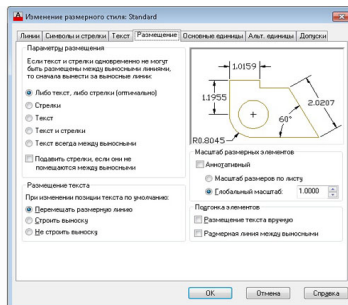 Изменение размерного стиля: Standard
Линии Символы и стрелки Текст Размещение Основные единицы Альт. единицы Допуски
Параметры размещения
Если текст и стрелки одновременно не могут
быть размещены между выносными линиями,
то сначала вынести за выносные линии:
Либо текст, либо стрелки (оптимально)
Стрелки
Текст
Текст и стрелки
Текст всегда между выносными
Подавить стрелки, если они не
помещаются между выносными
Размещение текста
При изменении позиции текста по умолчанию:
Перемещать размерную линию
Строить выноску
Не строить выноску
1.0159
1.1955
2.0207
60°
R0.8045
Масштаб размерных элементов
Аннотативный
Масштаб размеров по листу
Глобальный масштаб: 1.0000
Подгонка элементов
Размещение текста вручную
Размерная линия между выносными
OK Отмена Справка